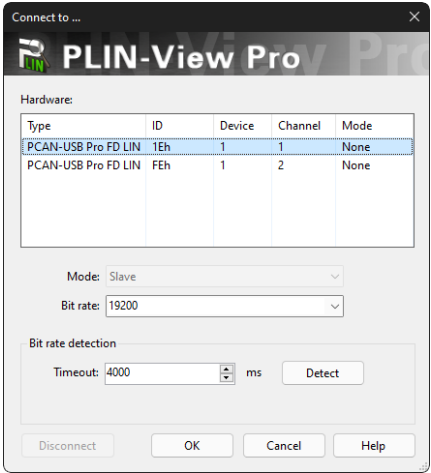 Connect to ...
PLIN-View Pro
Hardware:
Type ID Device Channel Mode
PCAN-USB Pro FD LIN 1Eh 1 1 None
PCAN-USB Pro FD LIN FEh 1 2 None
Mode: Slave
Bit rate: 19200
Bit rate detection
Timeout: 4000 ms Detect
Disconnect OK Cancel Help